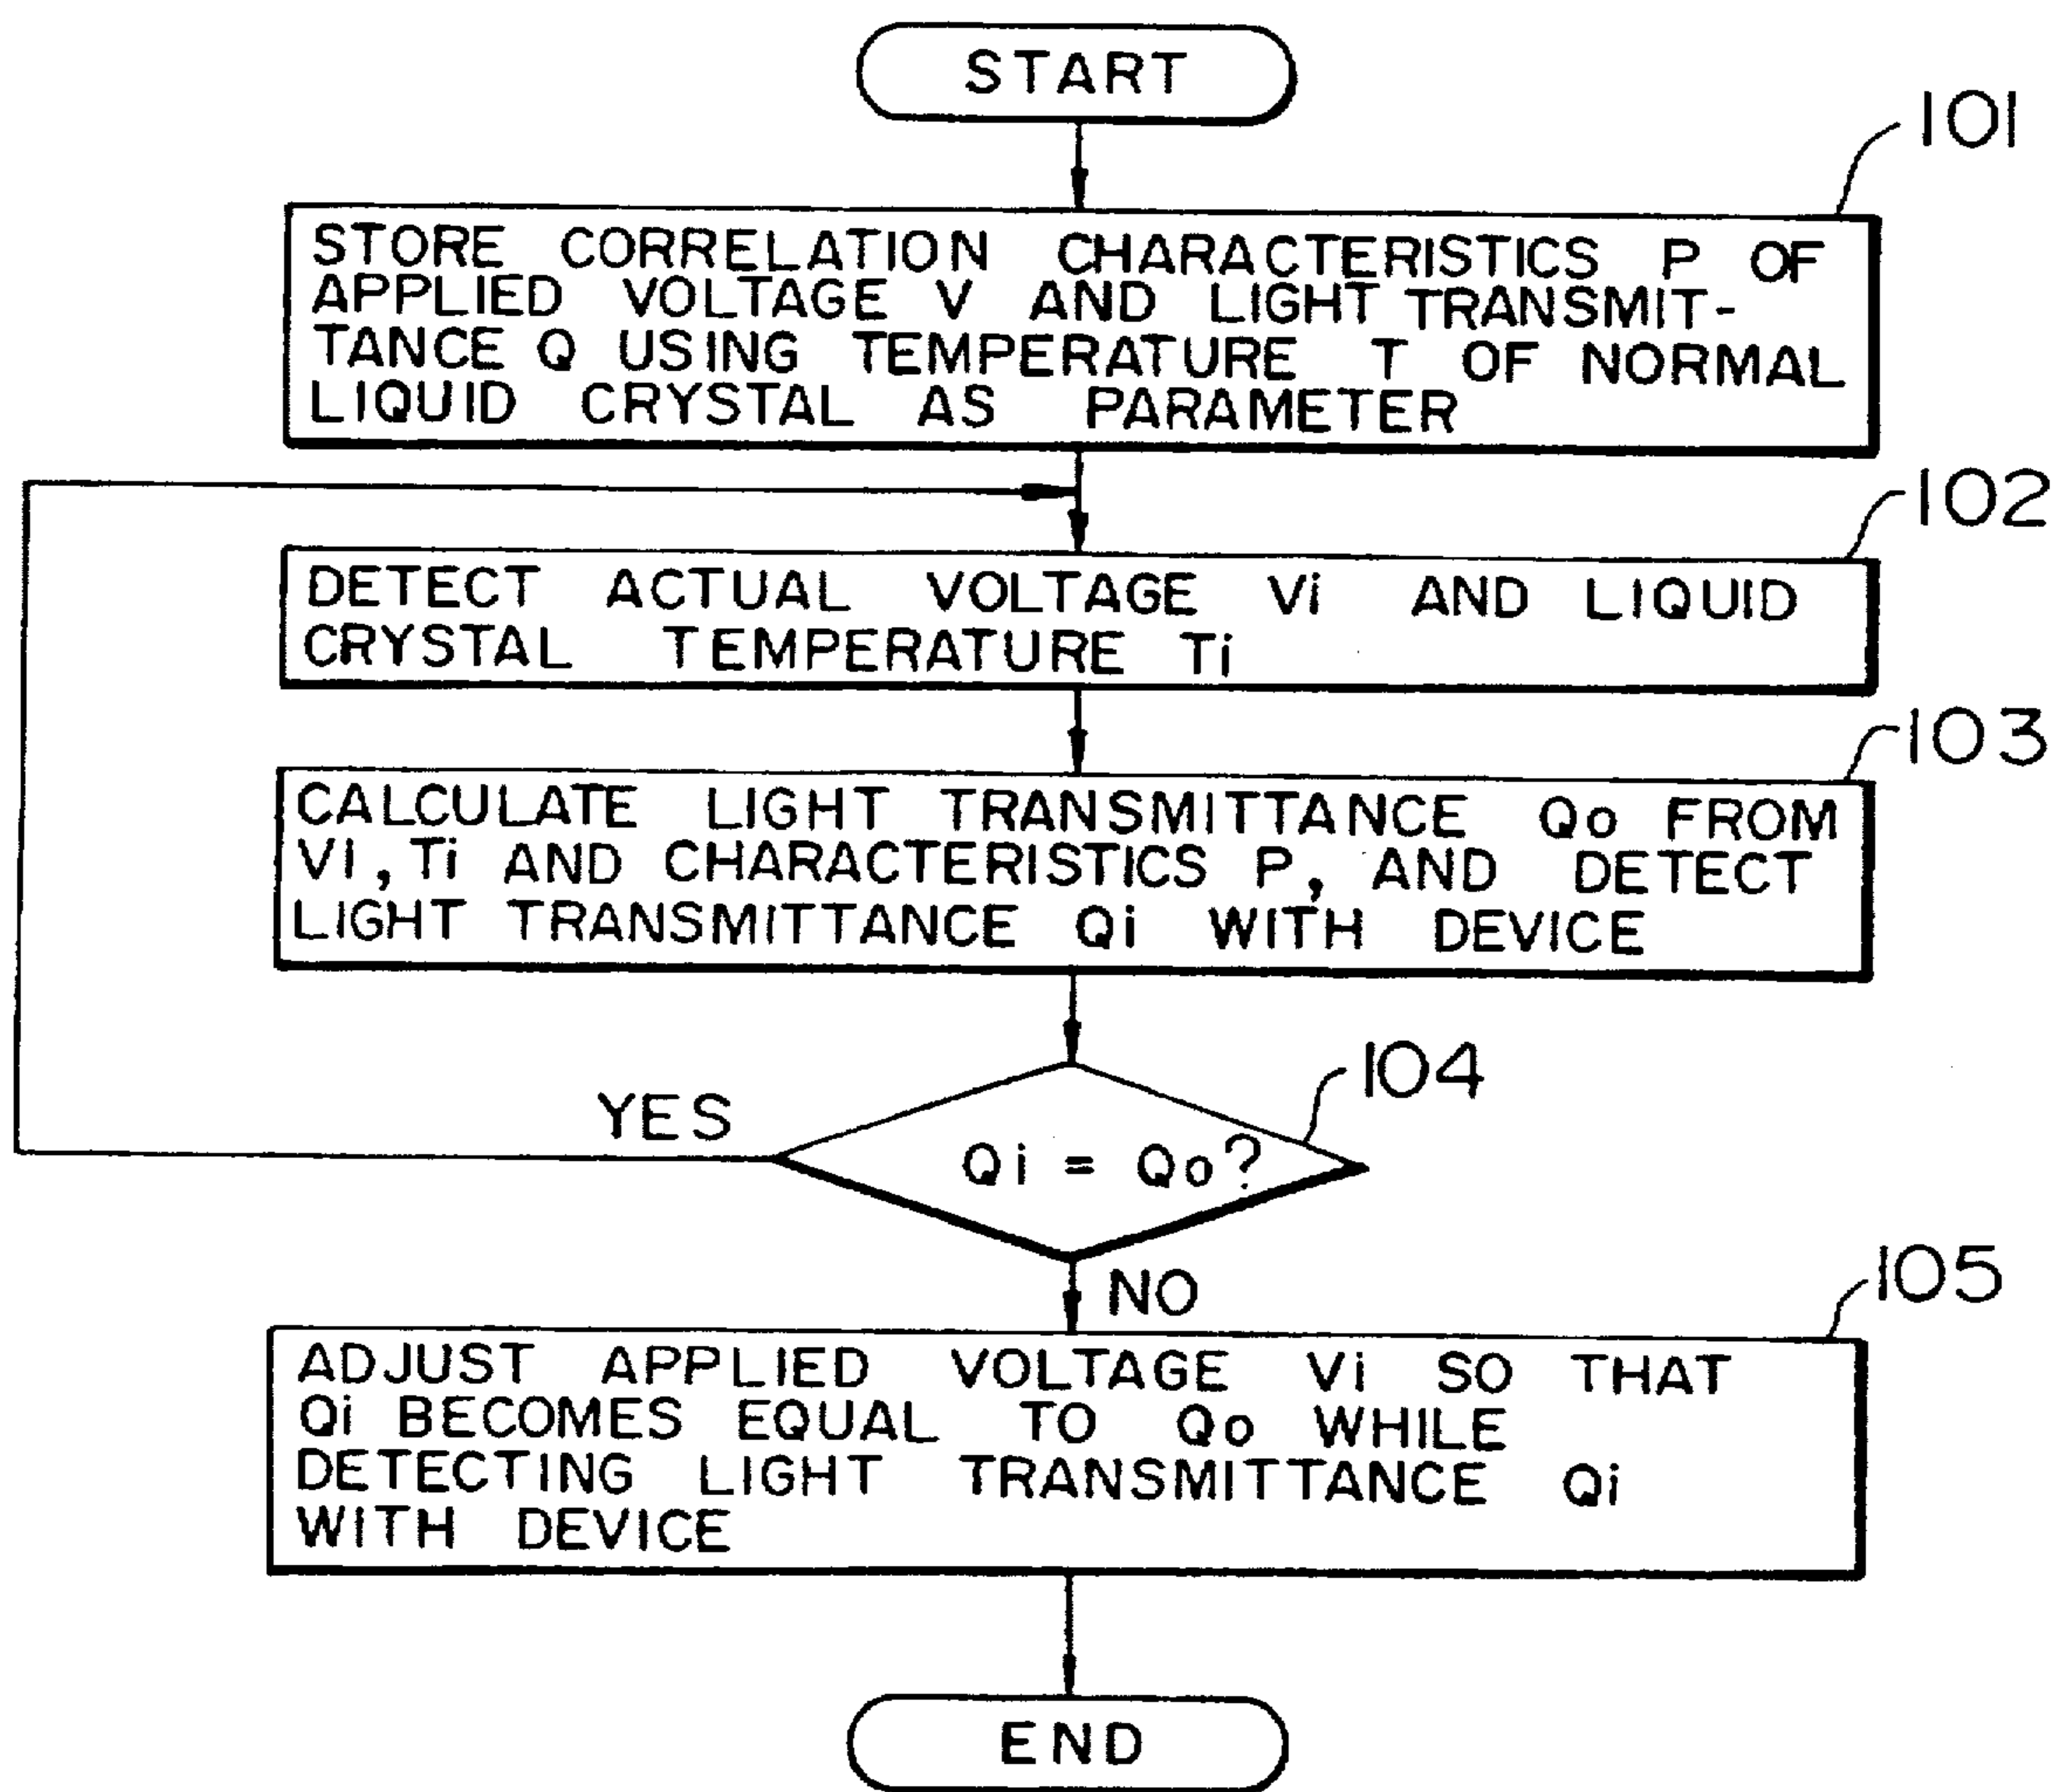 START
101
STORE CORRELATION CHARACTERISTICS P OF
APPLIED VOLTAGE V AND LIGHT TRANSMIT-
TANCE Q USING TEMPERATURE T OF NORMAL
LIQUID CRYSTAL AS PARAMETER
102
DETECT ACTUAL VOLTAGE Vi AND LIQUID
CRYSTAL TEMPERATURE Ti
103
CALCULATE LIGHT TRANSMITTANCE Qo FROM
VI, Ti AND CHARACTERISTICS P, AND DETECT
LIGHT TRANSMITTANCE Qi WITH DEVICE
104
YES
Qi = Qo?
NO
105
ADJUST APPLIED VOLTAGE Vi SO THAT
Qi BECOMES EQUAL TO Qo WHILE
DETECTING LIGHT TRANSMITTANCE Qi
WITH DEVICE
END